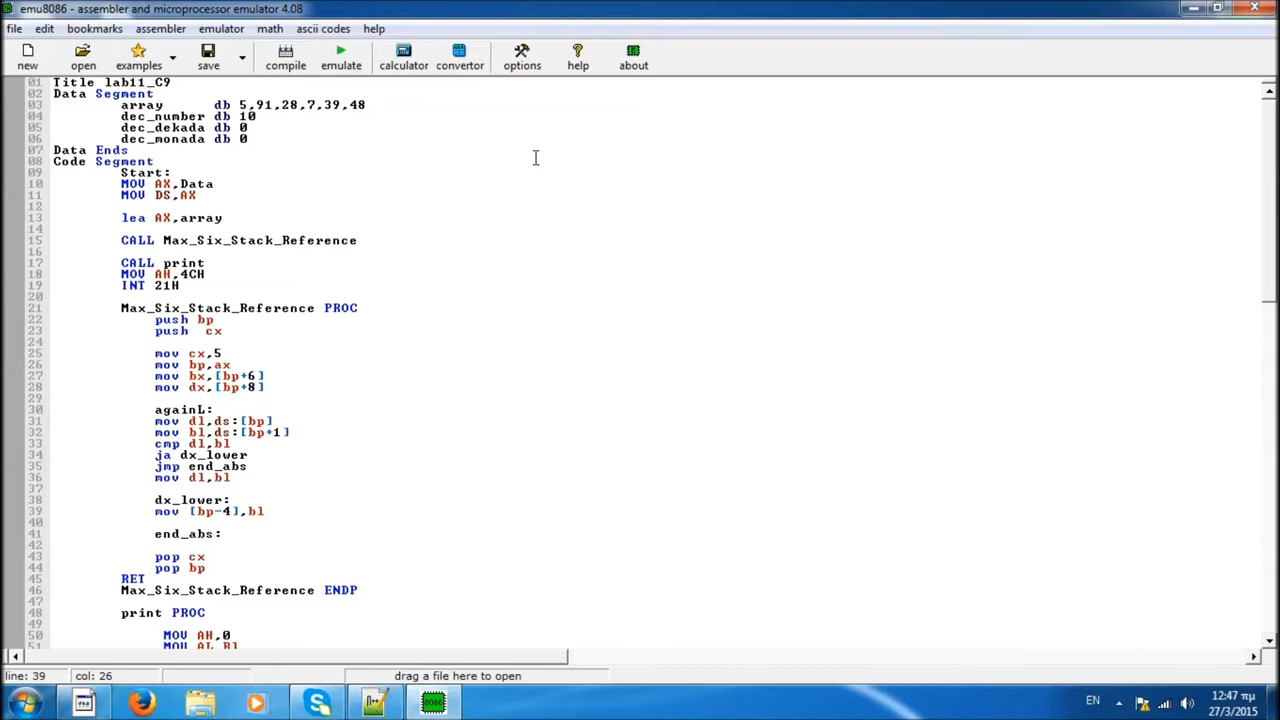 emu8086 - assembler and microprocessor emulator 4.08
file edit bookmarks assembler emulator math ascii codes help
new open examples save compile emulate calculator convertor options help about
01 Title lab11_C9
02 Data Segment
03 array db 5,91,28,7,39,48
04 dec_number db 10
05 dec_dekada db 0
06 dec_monada db 0
07 Data Ends
08 Code Segment
09 Start:
10 MOV AX,Data
11 MOV DS,AX
12
13 lea AX,array
14
15 CALL Max_Six_Stack_Reference
16
17 CALL print
18 MOV AH,4CH
19 INT 21H
20
21 Max_Six_Stack_Reference PROC
22 push bp
23 push cx
24
25 mov cx,5
26 mov bp,ax
27 mov bx,[bp+6]
28 mov dx,[bp+8]
29
30 againL:
31 mov dl,ds:[bp]
32 mov bl,ds:[bp+1]
33 cmp dl,bl
34 ja dx_lower
35 jmp end_abs
36 mov dl,bl
37
38 dx_lower:
39 mov [bp-4],bl
40
41 end_abs:
42
43 pop cx
44 pop bp
45 RET
46 Max_Six_Stack_Reference ENDP
47
48 print PROC
49
50 MOV AH,0
51 MOV AL,Bl
line: 39 col: 26 drag a file here to open
8086 EN 12:47 πμ
27/3/2015